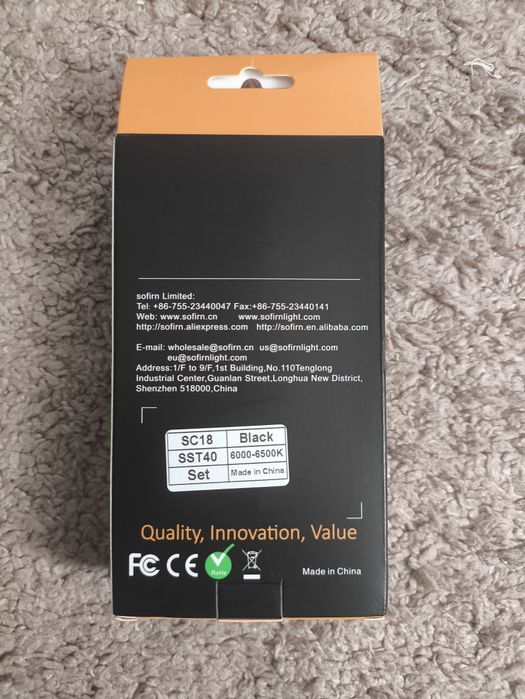 sofirn Limited:
Tel: +86-755-23440047 Fax:+86-755-23440141
Web: www.sofirn.cn www.sofirnlight.com
http://sofirn.aliexpress.com http://sofirn.en.alibaba.com
E-mail: wholesale@sofirn.cn us@sofirnlight.com
eu@sofirnlight.com
Address:1/F to 9/F,1st Building,No.110Tenglong
Industrial Center,Guanlan Street,Longhua New District,
Shenzhen 518000,China
SC18 Black
SST40 6000-6500K
Set Made in China
Quality, Innovation, Value
FC CE RoHs
Made in China